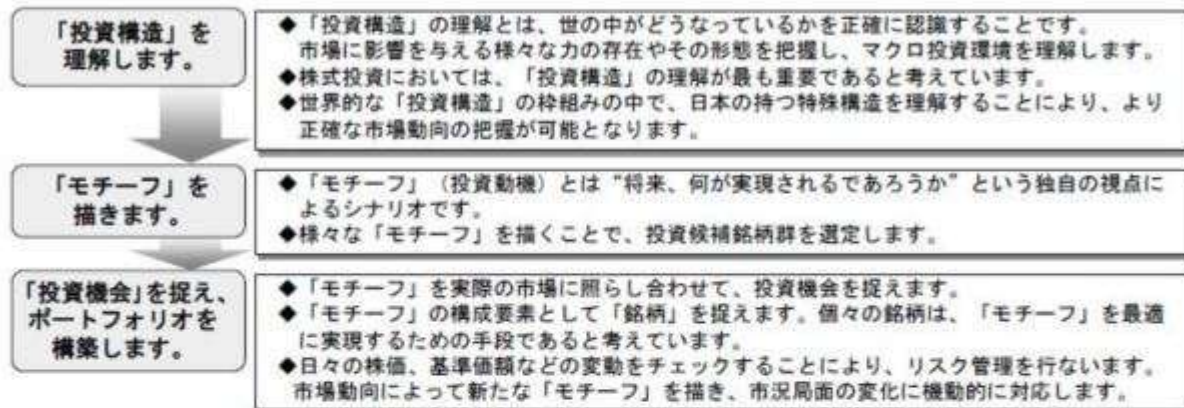 「投資構造」を
理解します。
◆「投資構造」の理解とは、世の中がどうなっているかを正確に認識することです。
市場に影響を与える様々な力の存在やその形態を把握し、マクロ投資環境を理解します。
◆株式投資においては、「投資構造」の理解が最も重要であると考えています。
◆世界的な「投資構造」の枠組みの中で、日本の持つ特殊構造を理解することにより、より
正確な市場動向の把握が可能となります。
「モチーフ」を
描きます。
◆「モチーフ」（投資動機）とは“将来、何が実現されるであろうか”という独自の視点に
よるシナリオです。
◆様々な「モチーフ」を描くことで、投資候補銘柄群を選定します。
「投資機会」を捉え、
ポートフォリオを
構築します。
◆「モチーフ」を実際の市場に照らし合わせて、投資機会を捉えます。
◆「モチーフ」の構成要素として「銘柄」を捉えます。個々の銘柄は、「モチーフ」を最適
に実現するための手段であると考えています。
◆日々の株価、基準価額などの変動をチェックすることにより、リスク管理を行ないます。
市場動向によって新たな「モチーフ」を描き、市況局面の変化に機動的に対応します。